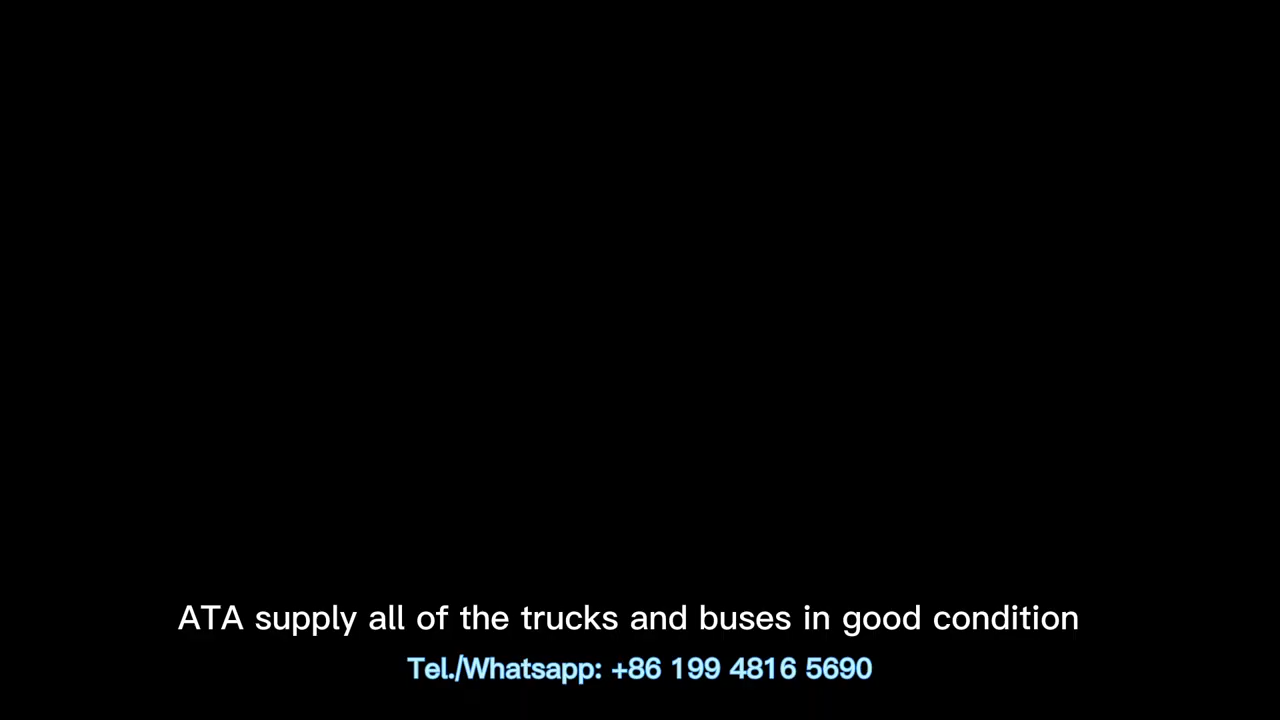 ATA supply all of the trucks and buses in good condition
Tel./Whatsapp: +86 199 4816 5690